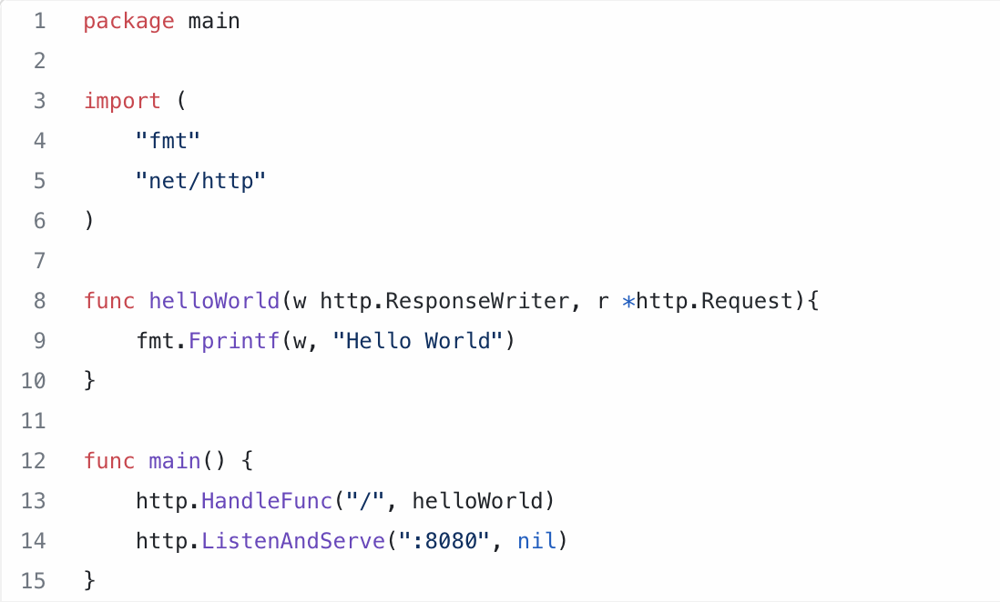 1 package main
2
3 import (
4     "fmt"
5     "net/http"
6 )
7
8 func helloWorld(w http.ResponseWriter, r *http.Request){
9     fmt.Fprintf(w, "Hello World")
10 }
11
12 func main() {
13     http.HandleFunc("/", helloWorld)
14     http.ListenAndServe(":8080", nil)
15 }